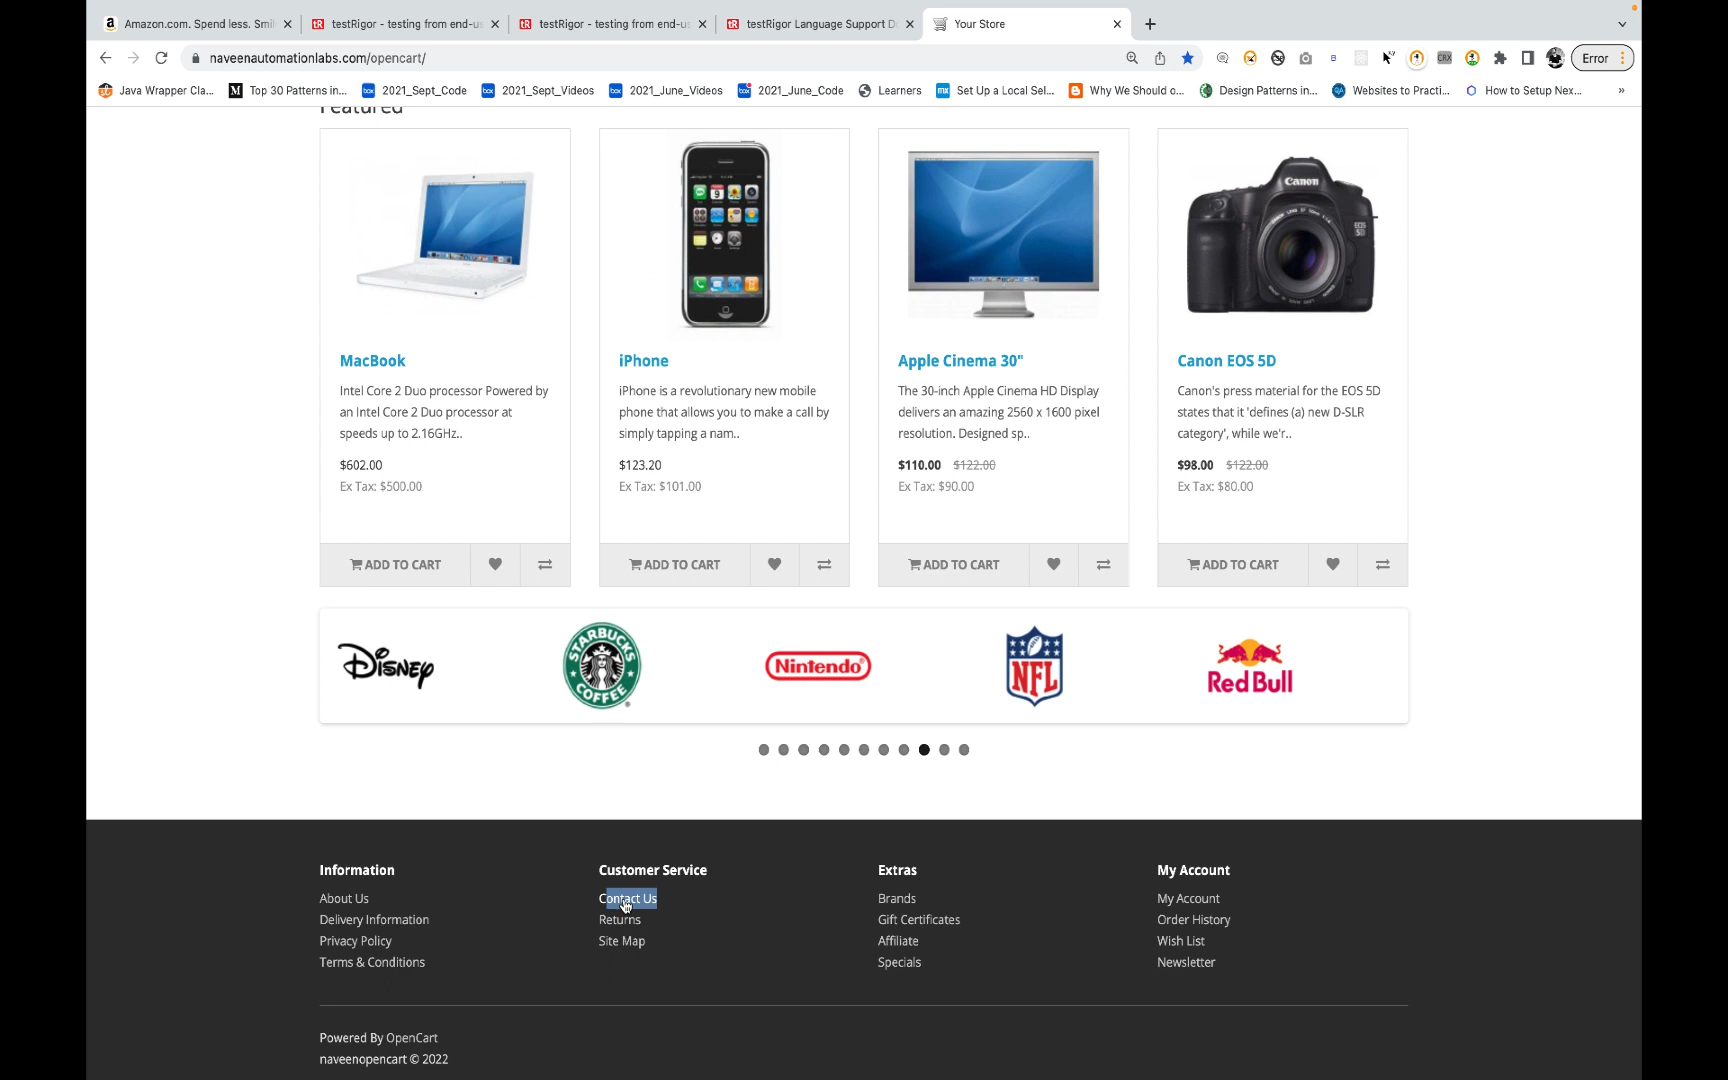 Amazon.com. Spend less. Smi
testRigor - testing from end-us
testRigor - testing from end-us
testRigor Language Support D
Your Store
naveenautomationlabs.com/opencart/
Error
Java Wrapper Cla...
Top 30 Patterns in...
2021_Sept_Code
2021_Sept_Videos
2021_June_Videos
2021_June_Code
Learners
Set Up a Local Sel...
Why We Should o...
Design Patterns in...
Websites to Practi...
How to Setup Nex...
»
Featured
MacBook
Intel Core 2 Duo processor Powered by
an Intel Core 2 Duo processor at
speeds up to 2.16GHz..
$602.00
Ex Tax: $500.00
ADD TO CART
iPhone
iPhone is a revolutionary new mobile
phone that allows you to make a call by
simply tapping a nam..
$123.20
Ex Tax: $101.00
ADD TO CART
Apple Cinema 30"
The 30-inch Apple Cinema HD Display
delivers an amazing 2560 x 1600 pixel
resolution. Designed sp..
$110.00 $122.00
Ex Tax: $90.00
ADD TO CART
Canon
EOS
5D
Canon EOS 5D
Canon's press material for the EOS 5D
states that it 'defines (a) new D-SLR
category', while we'r..
$98.00 $122.00
Ex Tax: $80.00
ADD TO CART
Disney
STARBUCKS
COFFEE
Nintendo
NFL
Red Bull
Information
About Us
Delivery Information
Privacy Policy
Terms & Conditions
Customer Service
Contact Us
Returns
Site Map
Extras
Brands
Gift Certificates
Affiliate
Specials
My Account
My Account
Order History
Wish List
Newsletter
Powered By OpenCart
naveenopencart © 2022